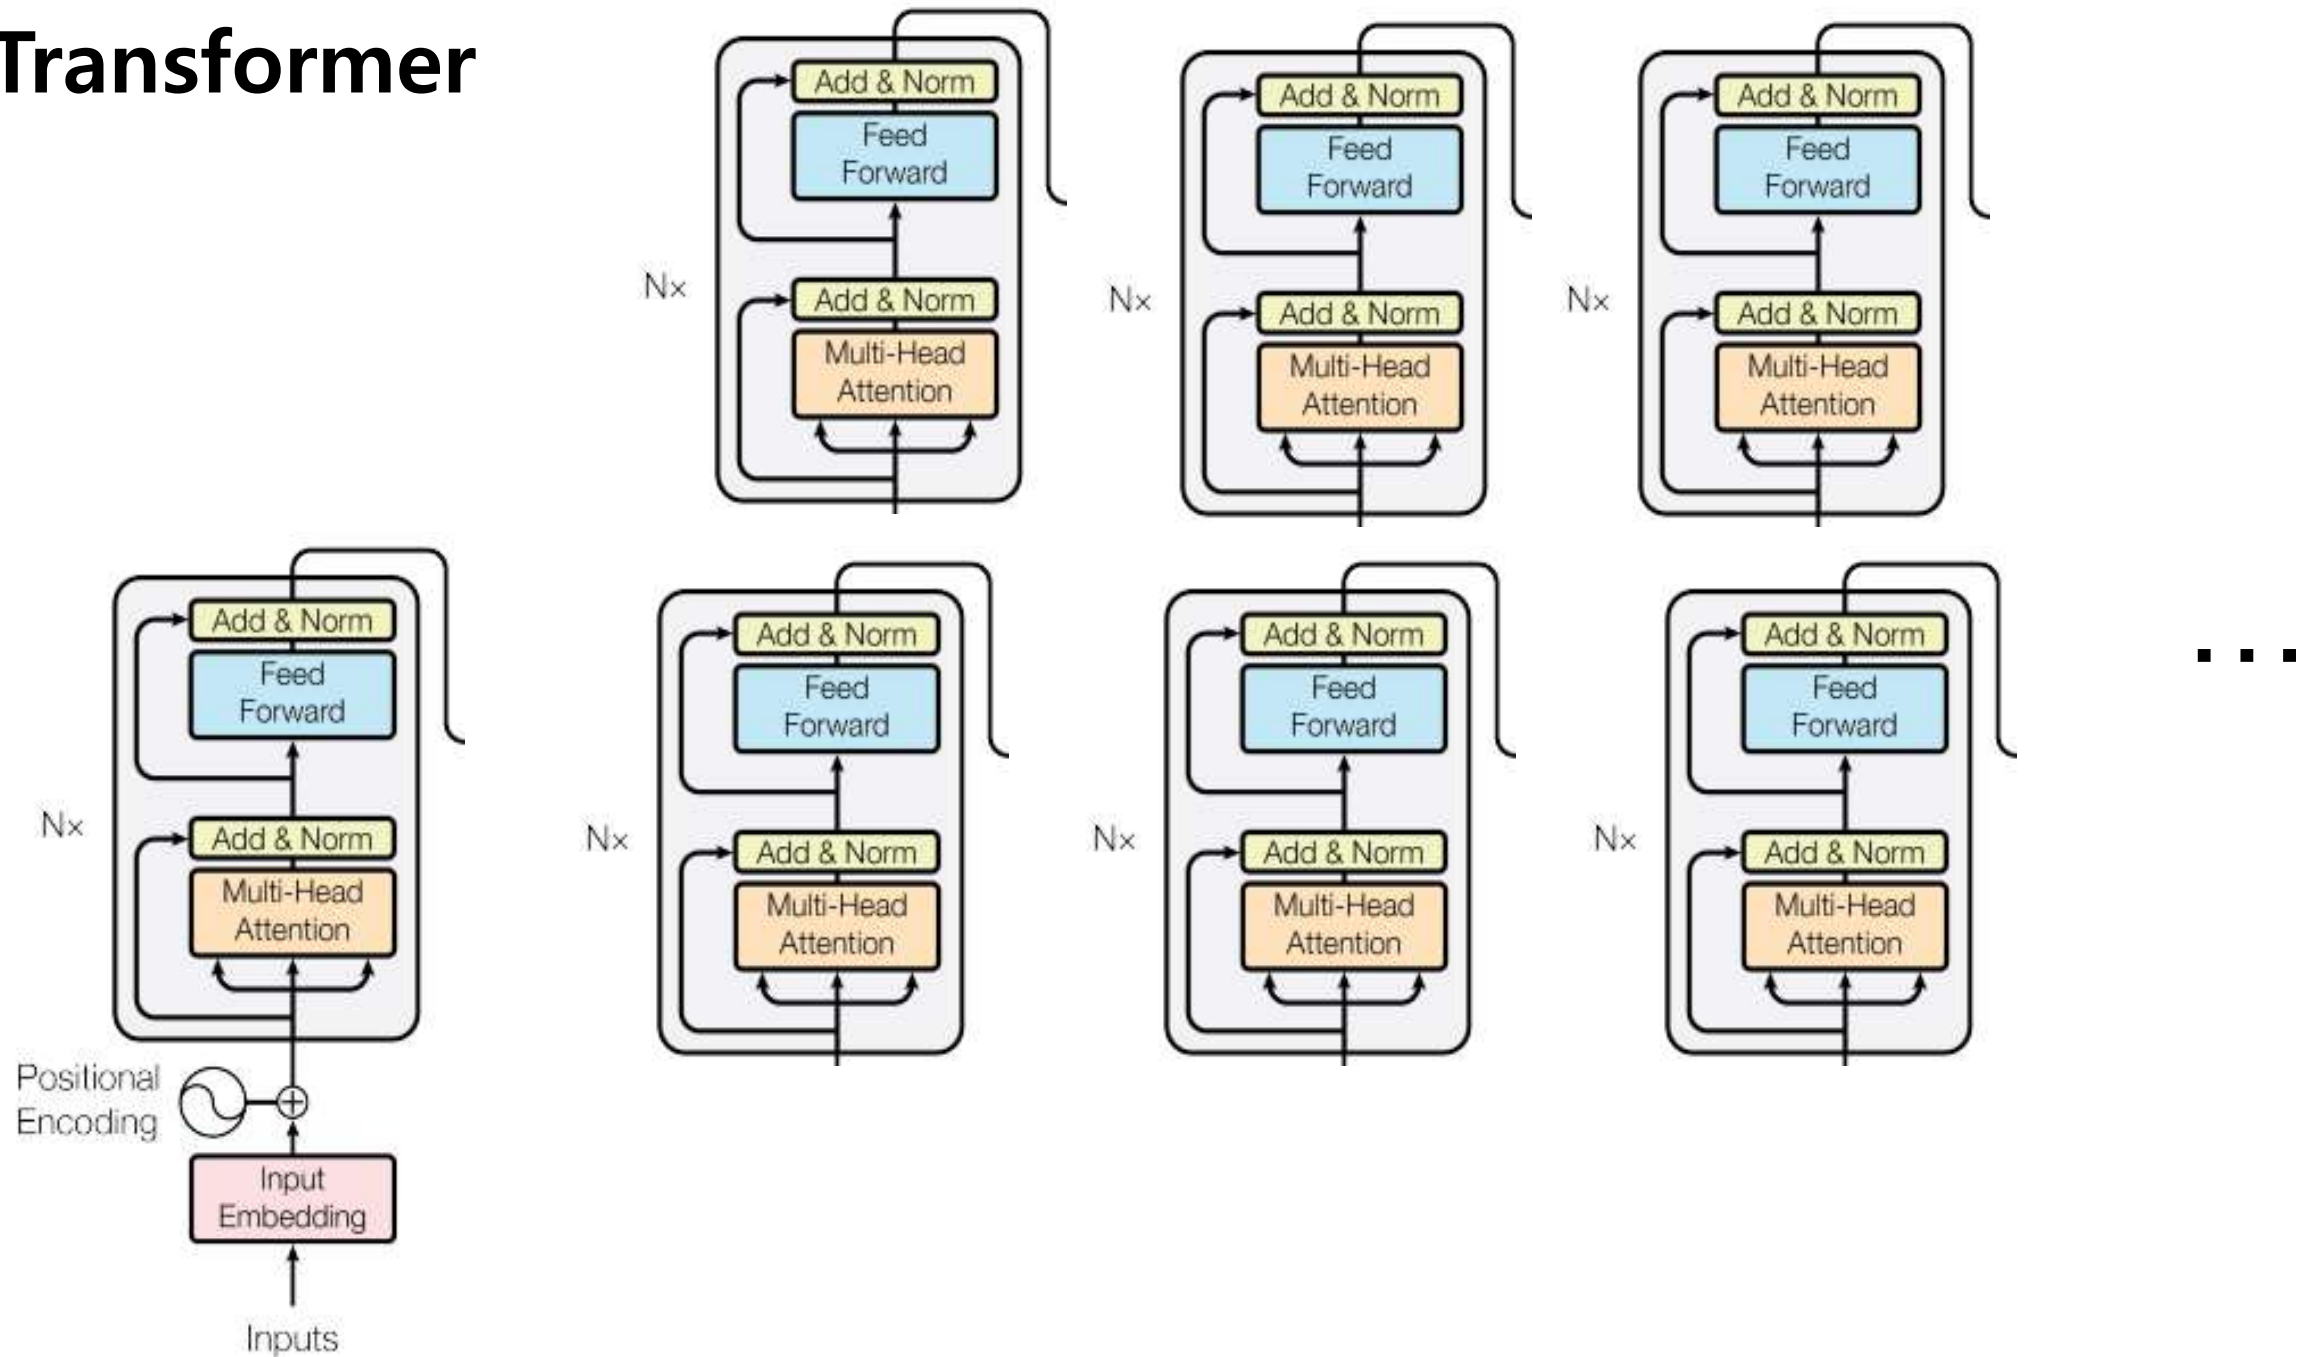 Transformer
Add & Norm
Feed
Forward
Nx
Add & Norm
Multi-Head
Attention
Add & Norm
Feed
Forward
Nx
Add & Norm
Multi-Head
Attention
Add & Norm
Feed
Forward
Nx
Add & Norm
Multi-Head
Attention
Add & Norm
Feed
Forward
Nx
Add & Norm
Multi-Head
Attention
Positional
Encoding
Input
Embedding
Inputs
Add & Norm
Feed
Forward
Nx
Add & Norm
Multi-Head
Attention
Add & Norm
Feed
Forward
Nx
Add & Norm
Multi-Head
Attention
Add & Norm
Feed
Forward
Nx
Add & Norm
Multi-Head
Attention
...